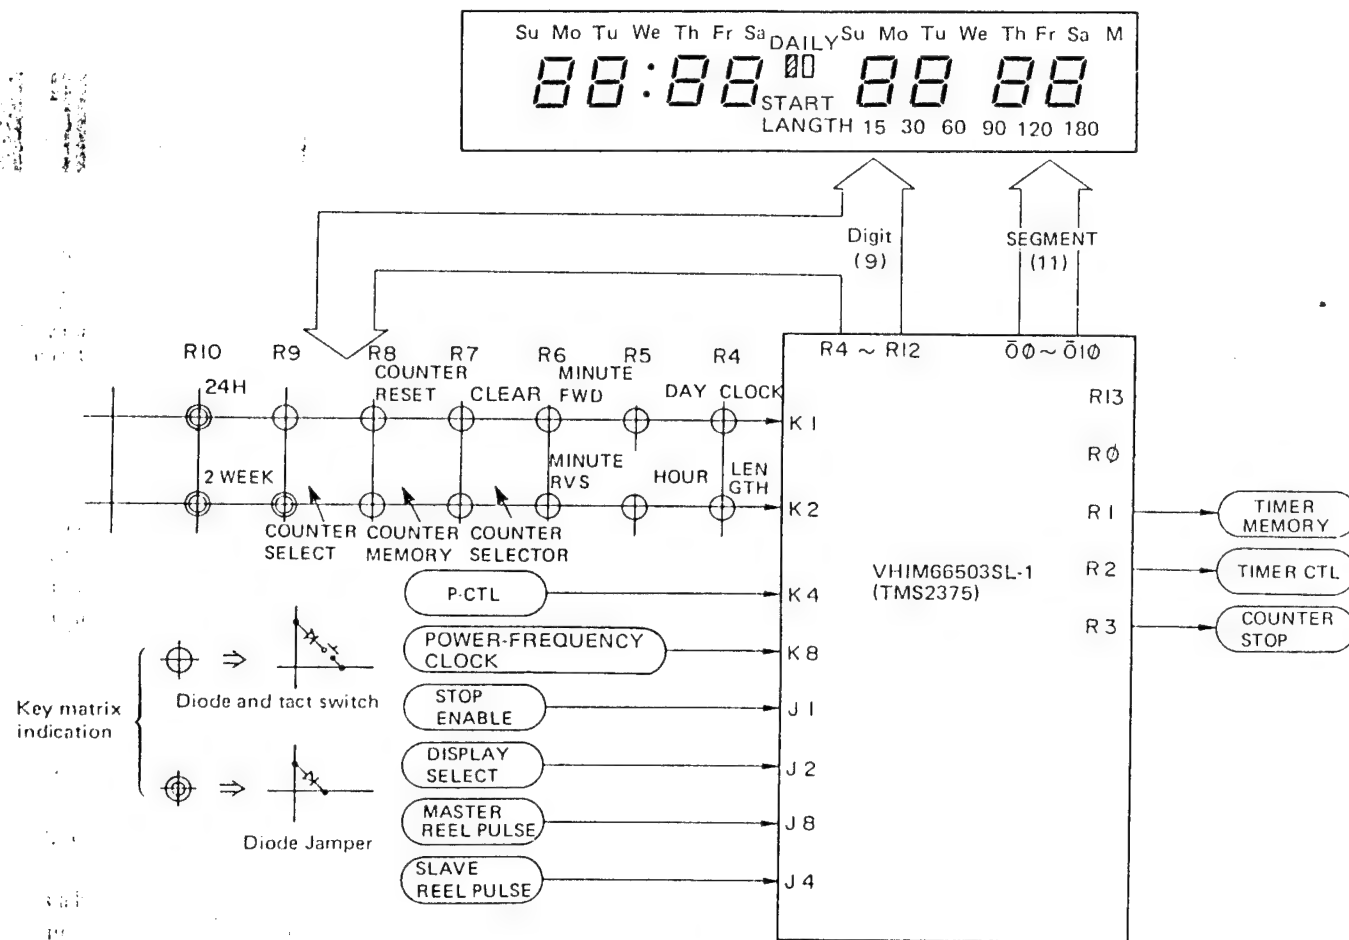 Su Mo Tu We Th Fr Sa DAILY Su Mo Tu We Th Fr Sa M
88:88 88 88
START
LANGTH 15 30 60 90 120 180
Digit
(9)
SEGMENT
(11)
R10 R9 R8 R7 R6 R5 R4
R4 ~ R12
Ō0~Ō10
24H
COUNTER
RESET
CLEAR
MINUTE
FWD
DAY
CLOCK
K1
R13
RØ
2 WEEK
MINUTE
RVS
HOUR
LEN
GTH
K2
COUNTER
SELECT
COUNTER
MEMORY
COUNTER
SELECTOR
R1
TIMER
MEMORY
VHIM66503SL-1
(TMS2375)
R2
TIMER CTL
P-CTL
K4
R3
COUNTER
STOP
POWER-FREQUENCY
CLOCK
K8
Key matrix
indication
Diode and tact switch
STOP
ENABLE
J1
DISPLAY
SELECT
J2
Diode Jamper
MASTER
REEL PULSE
J8
SLAVE
REEL PULSE
J4